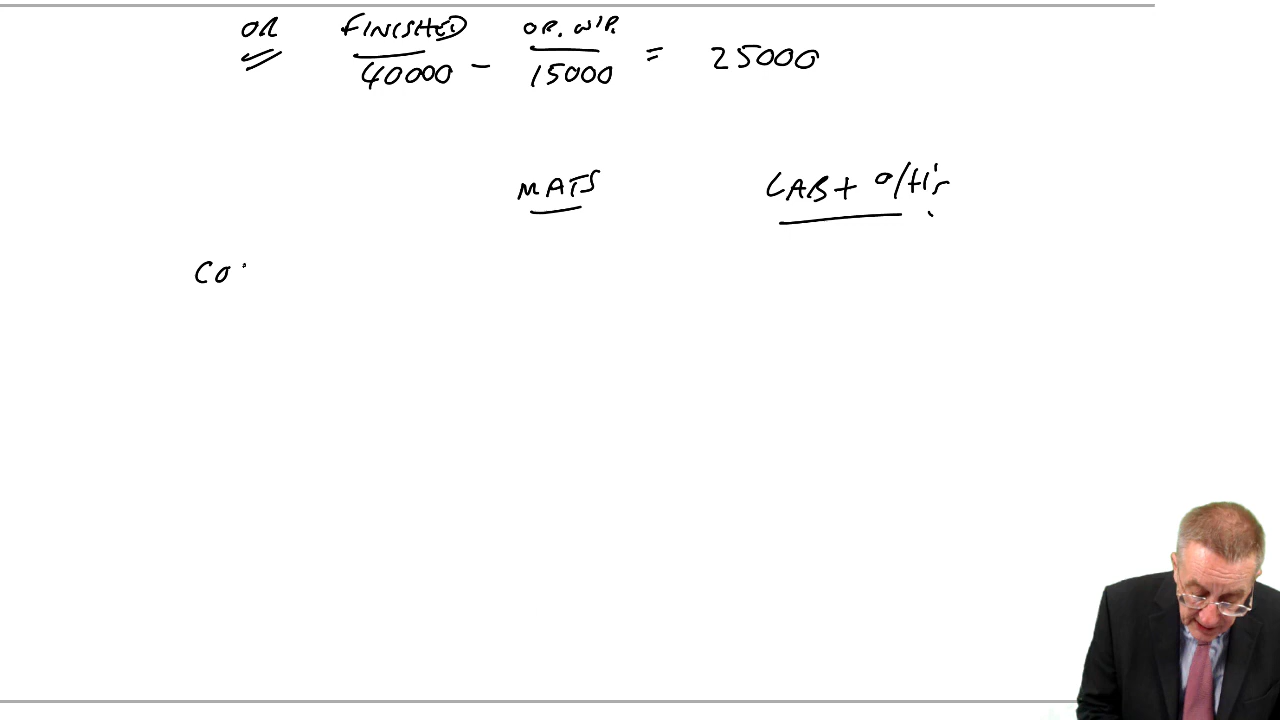 OR FINISHED OP. WIP.
40000 - 15000 = 25000
MATS LAB + O/H's
Co